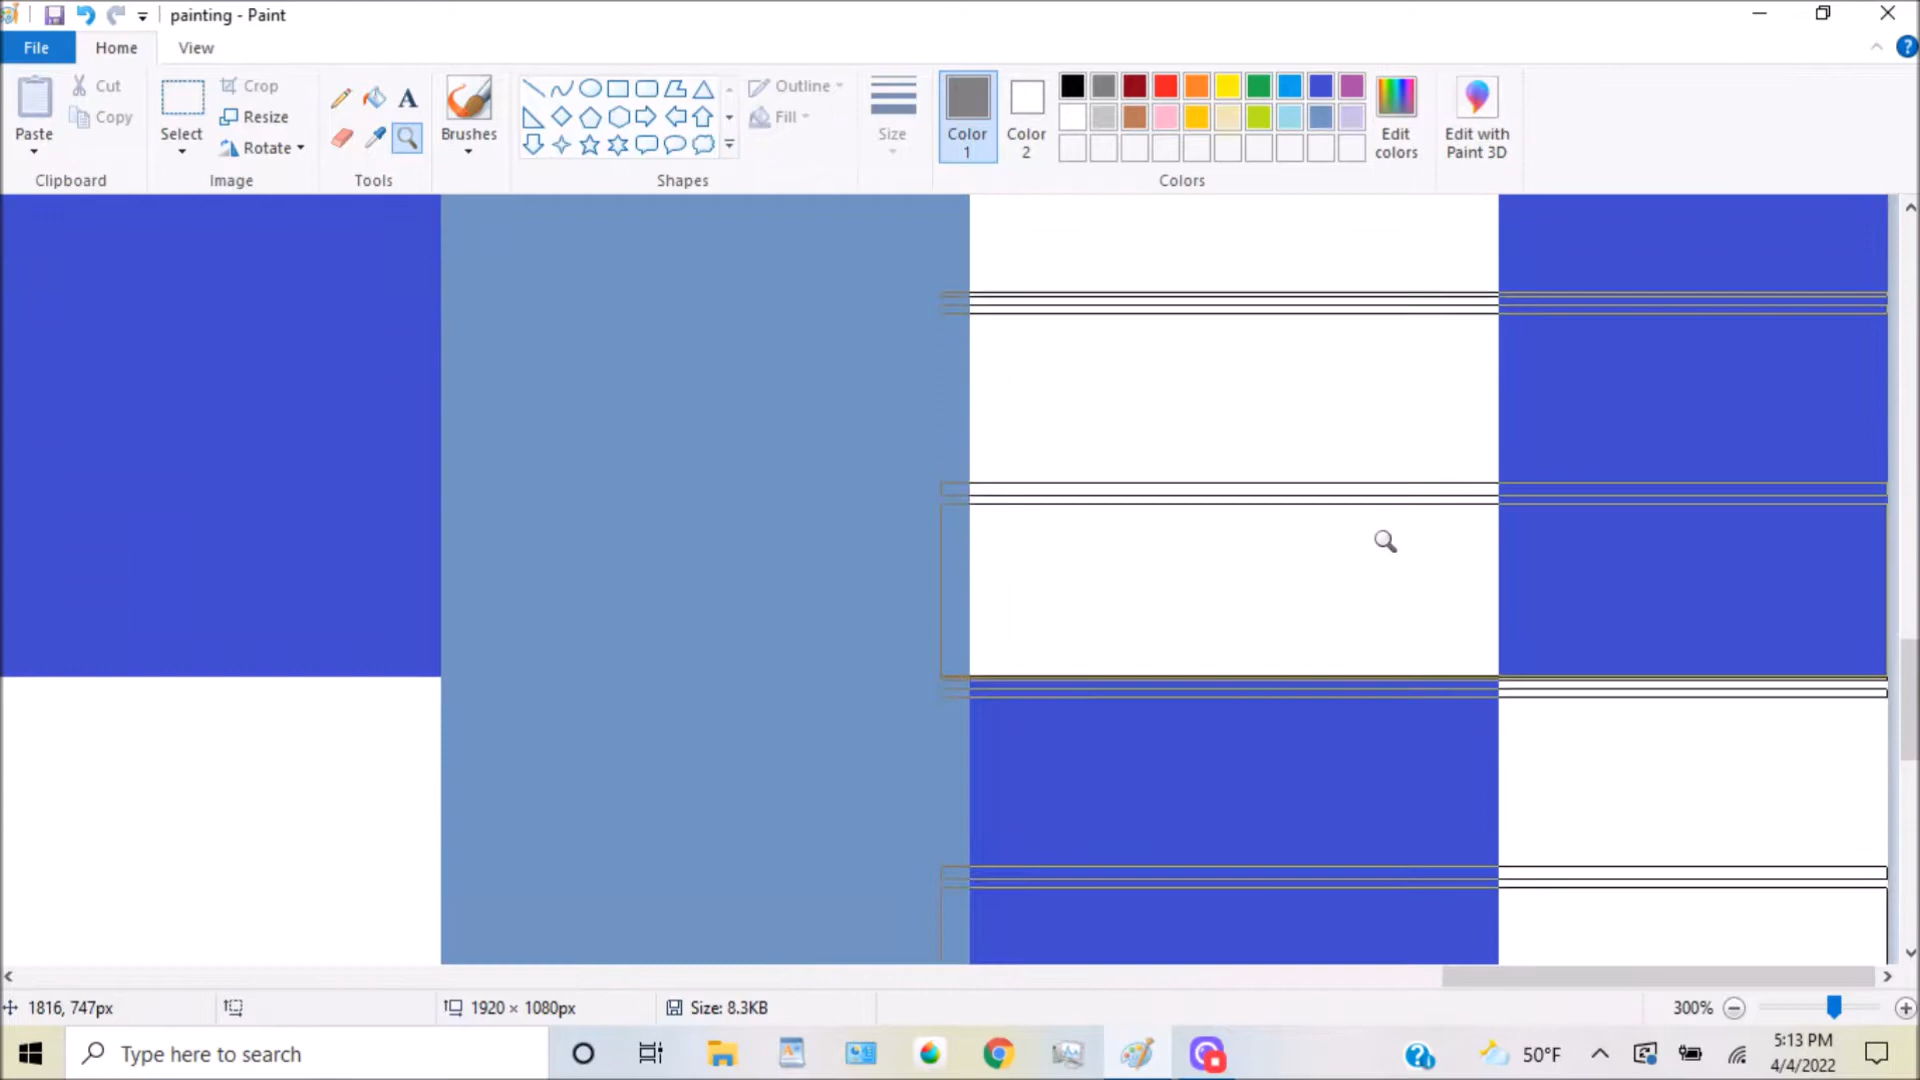 painting - Paint
File
Home
View
Paste
Cut
Copy
Clipboard
Select
Crop
Resize
Rotate
Image
A
Tools
Brushes
Shapes
Outline
Fill
Size
Color
1
Color
2
Edit
colors
Colors
Edit with
Paint 3D
?
1816, 747px
1920 × 1080px
Size: 8.3KB
300%
Type here to search
?
50°F
5:13 PM
4/4/2022